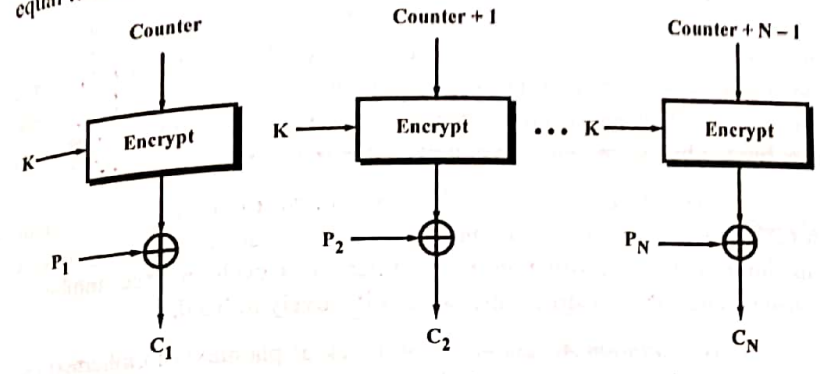 Counter
Counter + 1
Counter + N – 1
K
Encrypt
K
Encrypt
• • •
K
Encrypt
P1
P2
PN
C1
C2
CN